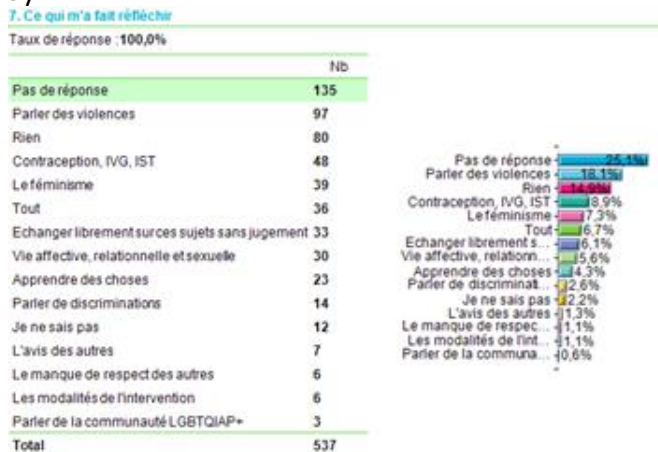 7. Ce qui m'a fait réfléchir
Taux de réponse : 100,0%
Nb
Pas de réponse 135
Parler des violences 97
Rien 80
Contraception, IVG, IST 48
Le féminisme 39
Tout 36
Echanger librement sur ces sujets sans jugement 33
Vie affective, relationnelle et sexuelle 30
Apprendre des choses 23
Parler de discriminations 14
Je ne sais pas 12
L'avis des autres 7
Le manque de respect des autres 6
Les modalités de l'intervention 6
Parler de la communauté LGBTQIAP+ 3
Total 537
Pas de réponse 25,1%
Parler des violences 18,1%
Rien 14,9%
Contraception, IVG, IST 8,9%
Le féminisme 7,3%
Tout 6,7%
Echanger librement s... 6,1%
Vie affective, relationn... 5,6%
Apprendre des choses 4,3%
Parler de discriminat... 2,6%
Je ne sais pas 2,2%
L'avis des autres 1,3%
Le manque de respec... 1,1%
Les modalités de l'int... 1,1%
Parler de la communa... 0,6%